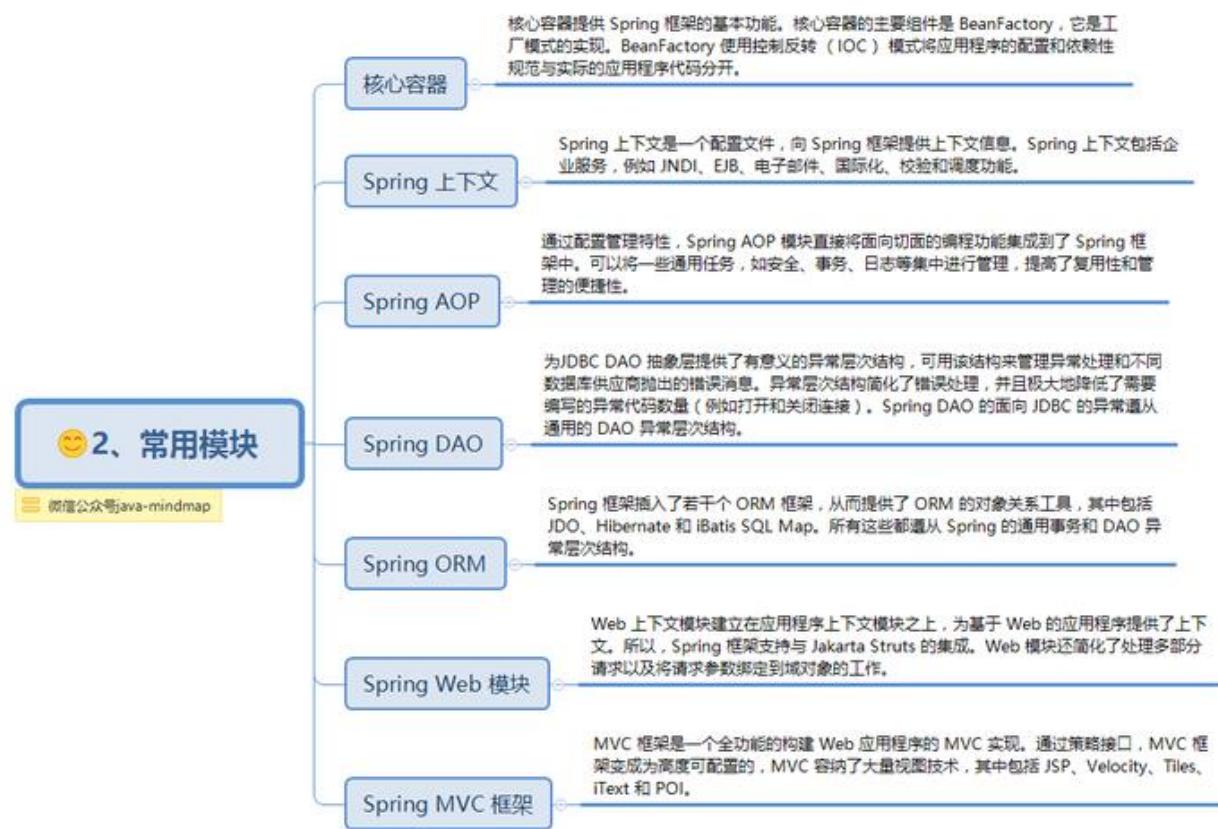 核心容器提供 Spring 框架的基本功能。核心容器的主要组件是 BeanFactory，它是工
厂模式的实现。BeanFactory 使用控制反转 （IOC ） 模式将应用程序的配置和依赖性
规范与实际的应用程序代码分开。
核心容器
Spring 上下文是一个配置文件，向 Spring 框架提供上下文信息。Spring 上下文包括企
业服务，例如 JNDI、EJB、电子邮件、国际化、校验和调度功能。
Spring 上下文
通过配置管理特性，Spring AOP 模块直接将面向切面的编程功能集成到了 Spring 框
架中。可以将一些通用任务，如安全、事务、日志等集中进行管理，提高了复用性和管
理的便捷性。
Spring AOP
为JDBC DAO 抽象层提供了有意义的异常层次结构，可用该结构来管理异常处理和不同
数据库供应商抛出的错误消息。异常层次结构简化了错误处理，并且极大地降低了需要
编写的异常代码数量（例如打开和关闭连接）。Spring DAO 的面向 JDBC 的异常遵从
通用的 DAO 异常层次结构。
Spring DAO
😊2、常用模块
微信公众号java-mindmap
Spring 框架插入了若干个 ORM 框架，从而提供了 ORM 的对象关系工具，其中包括
JDO、Hibernate 和 iBatis SQL Map。所有这些都遵从 Spring 的通用事务和 DAO 异
常层次结构。
Spring ORM
Web 上下文模块建立在应用程序上下文模块之上，为基于 Web 的应用程序提供了上下
文。所以，Spring 框架支持与 Jakarta Struts 的集成。Web 模块还简化了处理多部分
请求以及将请求参数绑定到域对象的工作。
Spring Web 模块
MVC 框架是一个全功能的构建 Web 应用程序的 MVC 实现。通过策略接口，MVC 框
架变成为高度可配置的，MVC 容纳了大量视图技术，其中包括 JSP、Velocity、Tiles、
iText 和 POI。
Spring MVC 框架